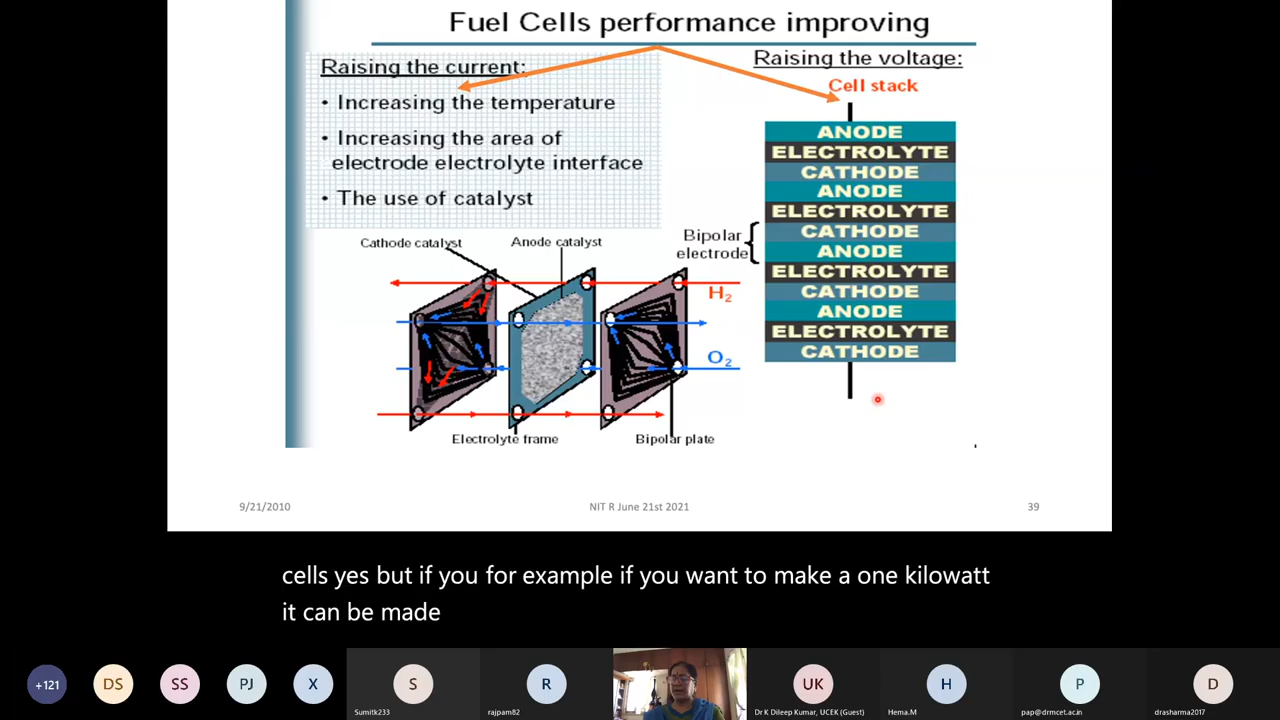 Fuel Cells performance improving
Raising the current:
• Increasing the temperature
• Increasing the area of
electrode electrolyte interface
• The use of catalyst
Raising the voltage:
Cell stack
ANODE
ELECTROLYTE
CATHODE
ANODE
ELECTROLYTE
CATHODE
ANODE
ELECTROLYTE
CATHODE
ANODE
ELECTROLYTE
CATHODE
Bipolar
electrode
Cathode catalyst
Anode catalyst
H2
O2
Electrolyte frame
Bipolar plate
9/21/2010
NIT R June 21st 2021
39
cells yes but if you for example if you want to make a one kilowatt
it can be made
+121
DS
SS
PJ
X
S
Sumitk233
R
rajpam82
UK
Dr K Dileep Kumar, UCEK (Guest)
H
Hema.M
P
pap@drmcet.ac.in
D
drasharma2017